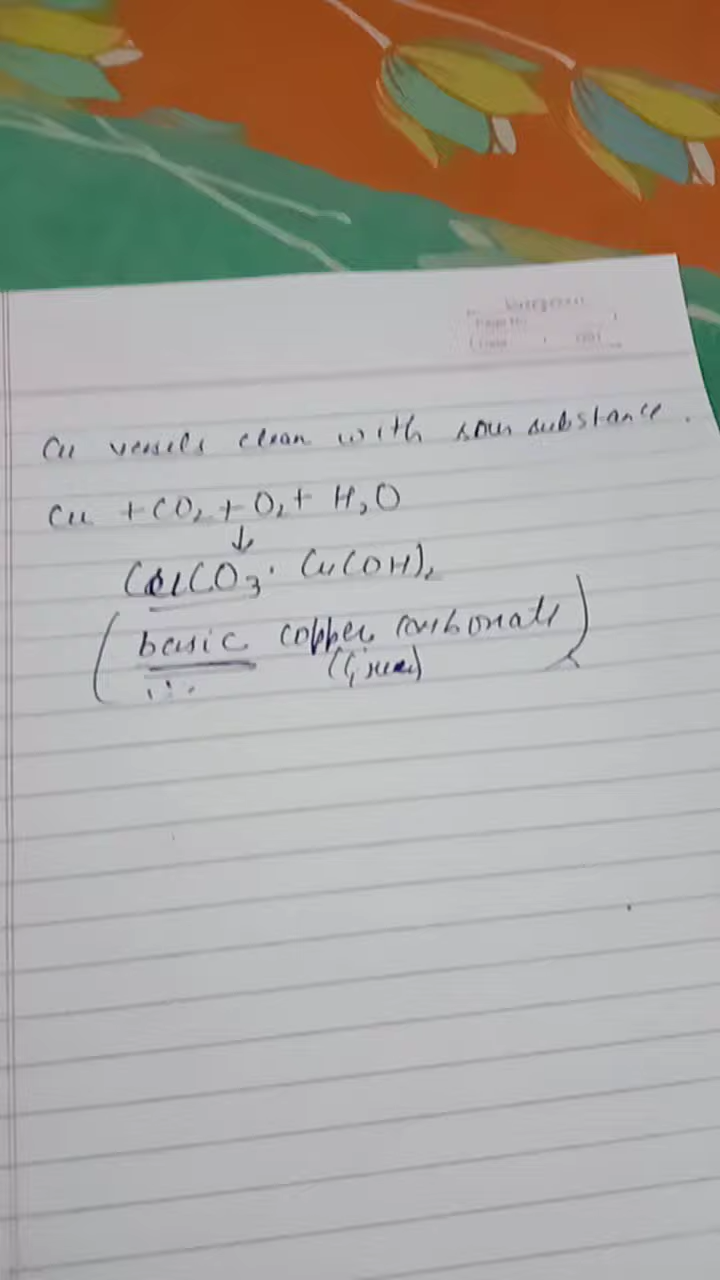 Cu vessels clean with sour substance.
Cu + CO₂ + O₂ + H₂O
↓
CuCO₃ · Cu(OH)₂
(basic copper carbonate)
(Green)